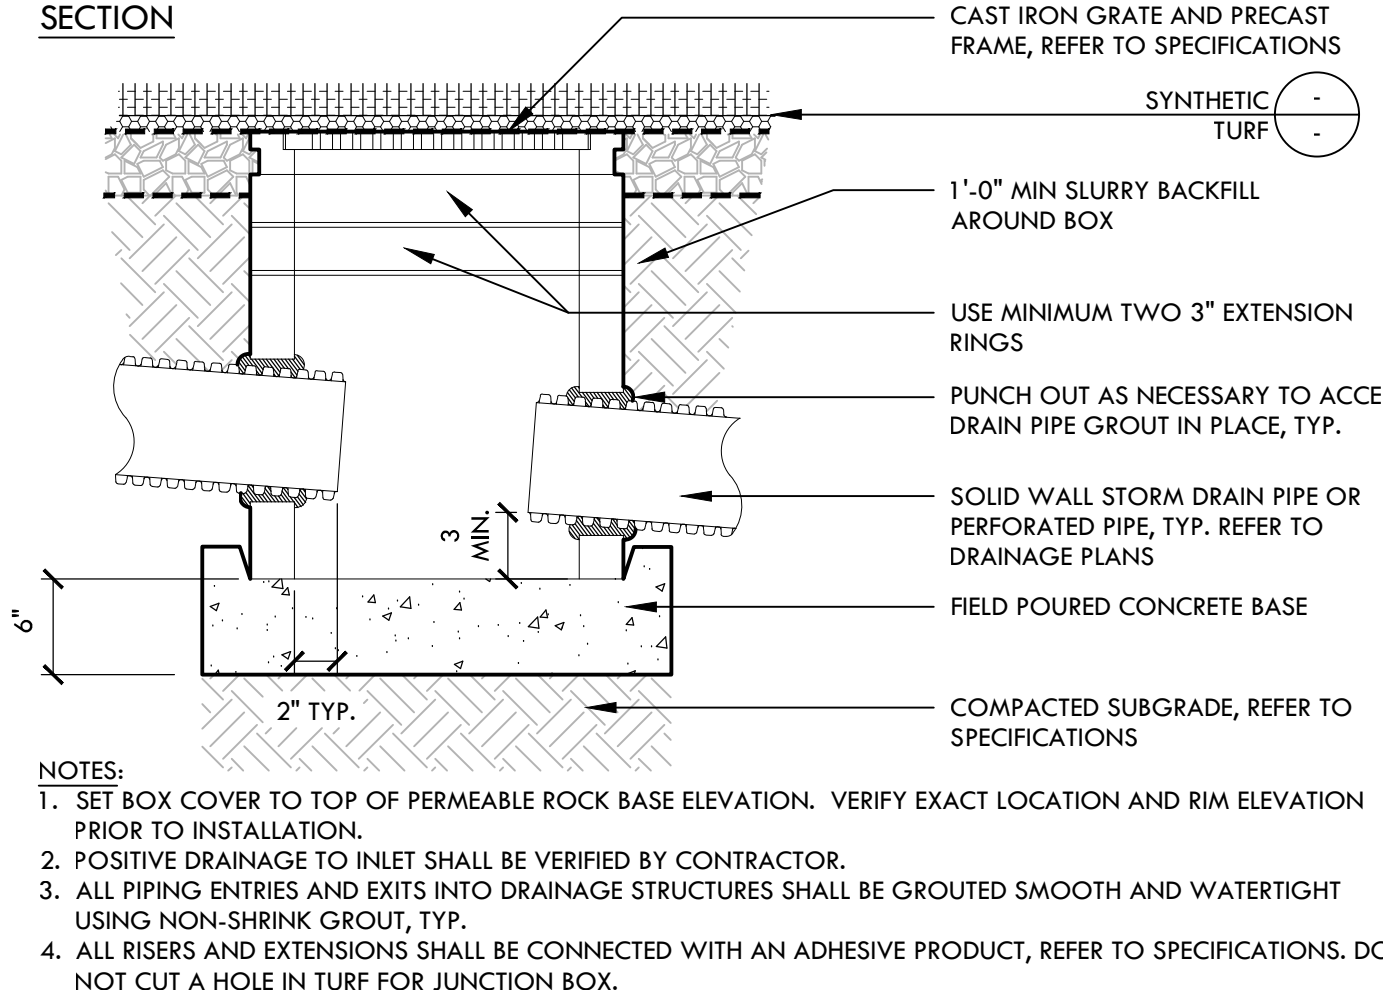 SECTION
CAST IRON GRATE AND PRECAST
FRAME, REFER TO SPECIFICATIONS
SYNTHETIC
TURF
-
-
1'-0" MIN SLURRY BACKFILL
AROUND BOX
USE MINIMUM TWO 3" EXTENSION
RINGS
PUNCH OUT AS NECESSARY TO ACCE
DRAIN PIPE GROUT IN PLACE, TYP.
SOLID WALL STORM DRAIN PIPE OR
PERFORATED PIPE, TYP. REFER TO
DRAINAGE PLANS
3
MIN.
FIELD POURED CONCRETE BASE
6"
2" TYP.
COMPACTED SUBGRADE, REFER TO
SPECIFICATIONS
NOTES:
1. SET BOX COVER TO TOP OF PERMEABLE ROCK BASE ELEVATION. VERIFY EXACT LOCATION AND RIM ELEVATION
PRIOR TO INSTALLATION.
2. POSITIVE DRAINAGE TO INLET SHALL BE VERIFIED BY CONTRACTOR.
3. ALL PIPING ENTRIES AND EXITS INTO DRAINAGE STRUCTURES SHALL BE GROUTED SMOOTH AND WATERTIGHT
USING NON-SHRINK GROUT, TYP.
4. ALL RISERS AND EXTENSIONS SHALL BE CONNECTED WITH AN ADHESIVE PRODUCT, REFER TO SPECIFICATIONS. DO
NOT CUT A HOLE IN TURF FOR JUNCTION BOX.